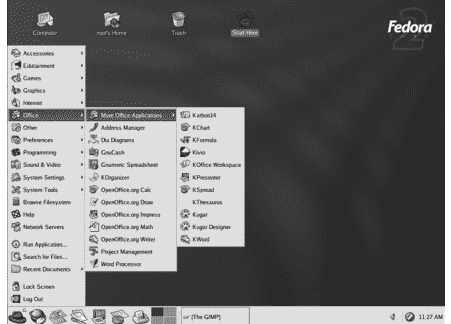 Computer
root's Home
Trash
Start Here
Fedora
2
Accessories
Edutainment
Games
Graphics
Internet
Office
Other
Preferences
Programming
Sound & Video
System Settings
System Tools
Browse Filesystem
Help
Network Servers
Run Application...
Search for Files...
Recent Documents
Lock Screen
Log Out
More Office Applications
Address Manager
Dia Diagrams
GnuCash
Gnumeric Spreadsheet
KOrganizer
OpenOffice.org Calc
OpenOffice.org Draw
OpenOffice.org Impress
OpenOffice.org Math
OpenOffice.org Writer
Project Management
Word Processor
Karbon14
KChart
KFormula
Kivio
KOffice Workspace
KPresenter
KSpread
KThesaurus
Kugar
Kugar Designer
KWord
[The GIMP]
11:27 AM